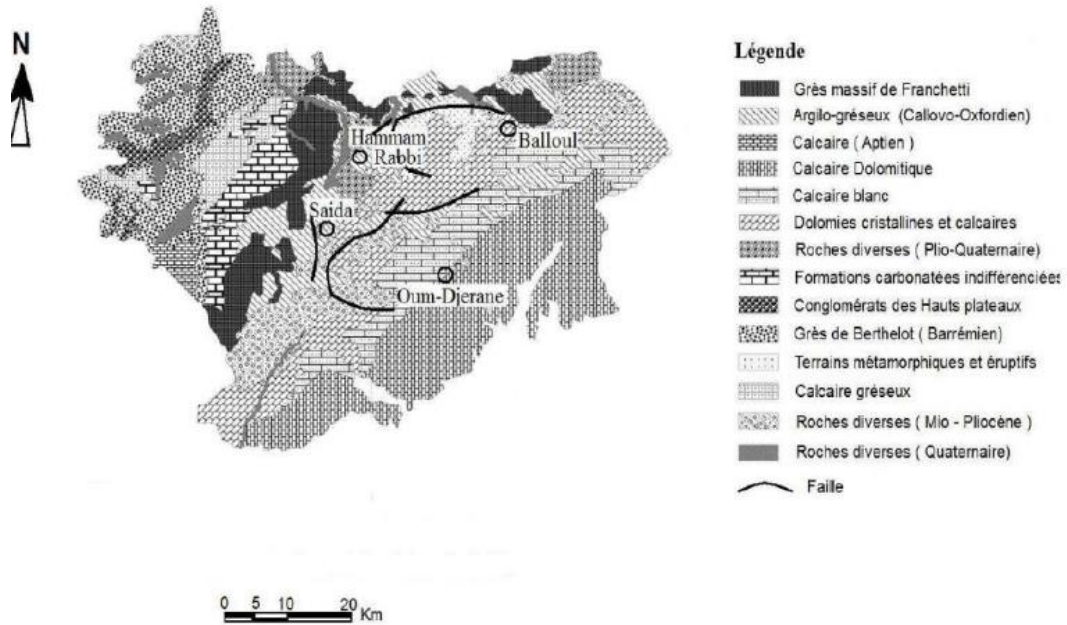 N
Hammam
Rabbi
Balloul
Saida
Oum-Djerane
0 5 10 20 Km
Légende
Grès massif de Franchetti
Argilo-gréseux (Callovo-Oxfordien)
Calcaire ( Aptien )
Calcaire Dolomitique
Calcaire blanc
Dolomies cristallines et calcaires
Roches diverses ( Plio-Quaternaire)
Formations carbonatées indifférenciées
Conglomérats des Hauts plateaux
Grès de Berthelot ( Barrémien)
Terrains métamorphiques et éruptifs
Calcaire gréseux
Roches diverses ( Mio - Pliocène )
Roches diverses ( Quaternaire)
Faille